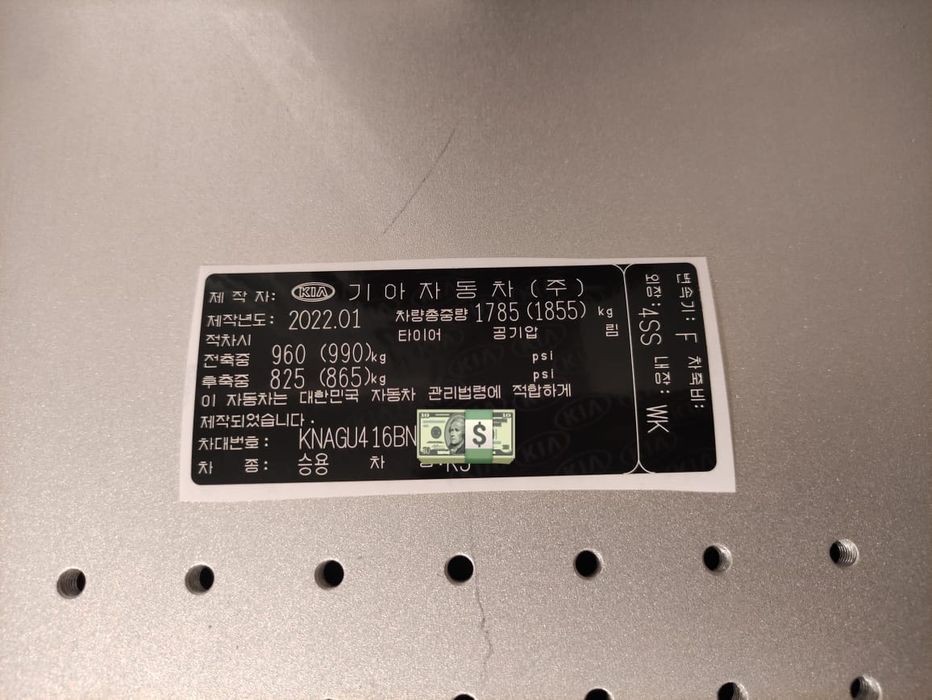 제 작 자: KIA 기 아 자 동 차 ( 주 )
제작년도: 2022.01 차량총중량 1785 (1855) kg
적차시 타이어 공기압 림
전축중 960 (990)kg psi
후축중 825 (865)kg psi
이 자동차는 대한민국 자동차 관리법령에 적합하게
제작되었습니다.
차대번호: KNAGU416BN
차 종: 승용 차 : K5
변속기: F 차축비:
외장:4SS 내장: WK